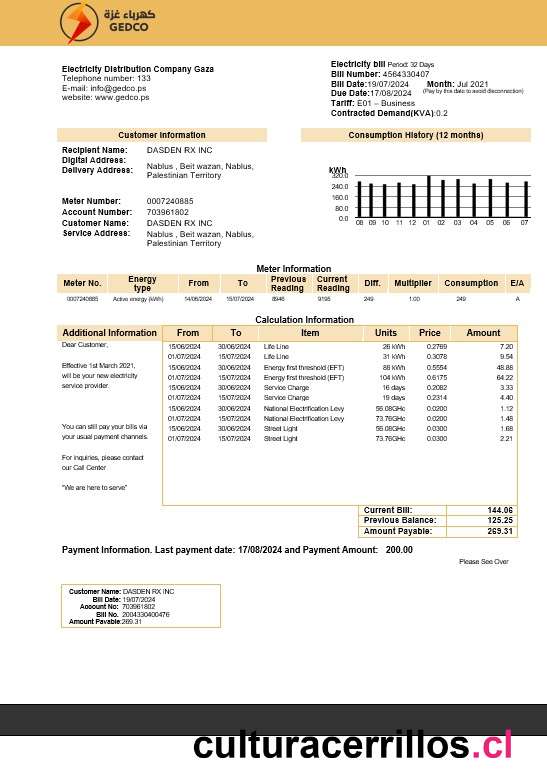 كهرباء غزة
GEDCO
Electricity Distribution Company Gaza
Telephone number: 133
E-mail: info@gedco.ps
website: www.gedco.ps
Electricity bill Period: 32 Days
Bill Number: 4564330407
Bill Date:19/07/2024 Month: Jul 2021
Due Date:17/08/2024 (Pay by this date to avoid disconnection)
Tariff: E01 – Business
Contracted Demand(KVA):0.2
Customer Information
Recipient Name: DASDEN RX INC
Digital Address:
Delivery Address: Nablus , Beit wazan, Nablus,
Palestinian Territory
Meter Number: 0007240885
Account Number: 703961802
Customer Name: DASDEN RX INC
Service Address: Nablus , Beit wazan, Nablus,
Palestinian Territory
Consumption History (12 months)
kWh
320.0
240.0
160.0
80.0
0.0
08 09 10 11 12 01 02 03 04 05 06 07
Meter Information
Meter No. Energy type From To Previous Reading Current Reading Diff. Multiplier Consumption E/A
0007240885 Active energy (kWh) 14/06/2024 15/07/2024 8946 9195 249 1.00 249 A
Calculation Information
Additional Information From To Item Units Price Amount
Dear Customer,
Effective 1st March 2021,
will be your new electricity
service provider.
You can still pay your bills via
your usual payment channels.
For inquiries, please contact
our Call Center
"We are here to serve"
15/06/2024 30/06/2024 Life Line 26 kWh 0.2769 7.20
01/07/2024 15/07/2024 Life Line 31 kWh 0.3078 9.54
15/06/2024 30/06/2024 Energy first threshold (EFT) 88 kWh 0.5554 48.88
01/07/2024 15/07/2024 Energy first threshold (EFT) 104 kWh 0.6175 64.22
15/06/2024 30/06/2024 Service Charge 16 days 0.2082 3.33
01/07/2024 15/07/2024 Service Charge 19 days 0.2314 4.40
15/06/2024 30/06/2024 National Electrification Levy 56.08GHc 0.0200 1.12
01/07/2024 15/07/2024 National Electrification Levy 73.76GHc 0.0200 1.48
15/06/2024 30/06/2024 Street Light 56.08GHc 0.0300 1.68
01/07/2024 15/07/2024 Street Light 73.76GHc 0.0300 2.21
Current Bill: 144.06
Previous Balance: 125.25
Amount Payable: 269.31
Payment Information. Last payment date: 17/08/2024 and Payment Amount: 200.00
Please See Over
Customer Name: DASDEN RX INC
Bill Date: 19/07/2024
Account No: 703961802
Bill No. 2004330400476
Amount Payable:269.31
culturacerrillos.cl